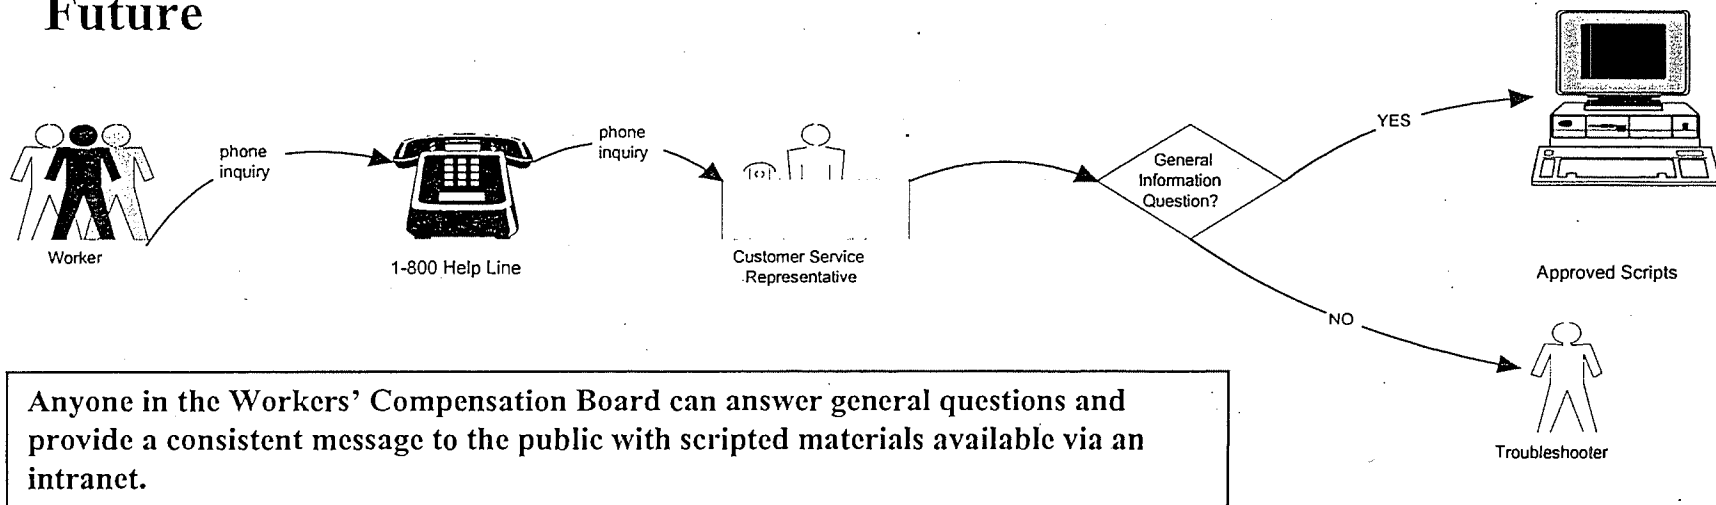 Future
phone
inquiry
Worker
1-800 Help Line
phone
inquiry
Customer Service
Representative
General
Information
Question?
YES
Approved Scripts
NO
Troubleshooter
Anyone in the Workers’ Compensation Board can answer general questions and
provide a consistent message to the public with scripted materials available via an
intranet.